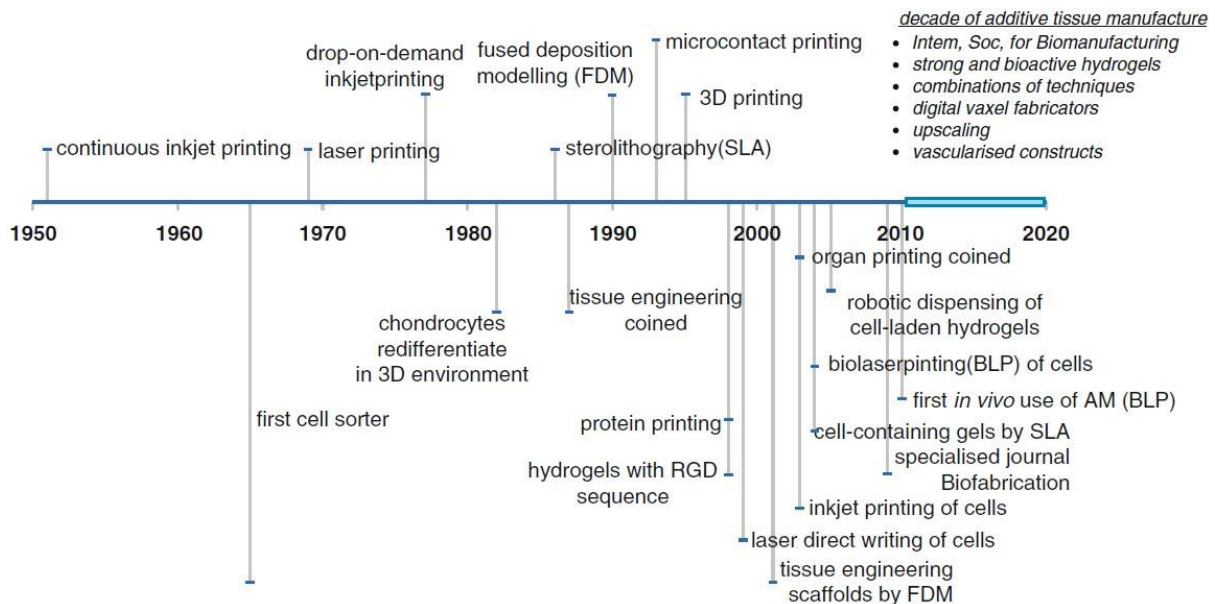 decade of additive tissue manufacture
• Intem, Soc, for Biomanufacturing
• strong and bioactive hydrogels
• combinations of techniques
• digital vaxel fabricators
• upscaling
• vascularised constructs
microcontact printing
drop-on-demand
inkjetprinting
fused deposition
modelling (FDM)
3D printing
continuous inkjet printing
laser printing
sterolithography(SLA)
1950
1960
1970
1980
1990
2000
2010
2020
organ printing coined
tissue engineering
coined
robotic dispensing of
cell-laden hydrogels
chondrocytes
redifferentiate
in 3D environment
biolaserpinting(BLP) of cells
first in vivo use of AM (BLP)
first cell sorter
protein printing
cell-containing gels by SLA
specialised journal
Biofabrication
hydrogels with RGD
sequence
inkjet printing of cells
laser direct writing of cells
tissue engineering
scaffolds by FDM